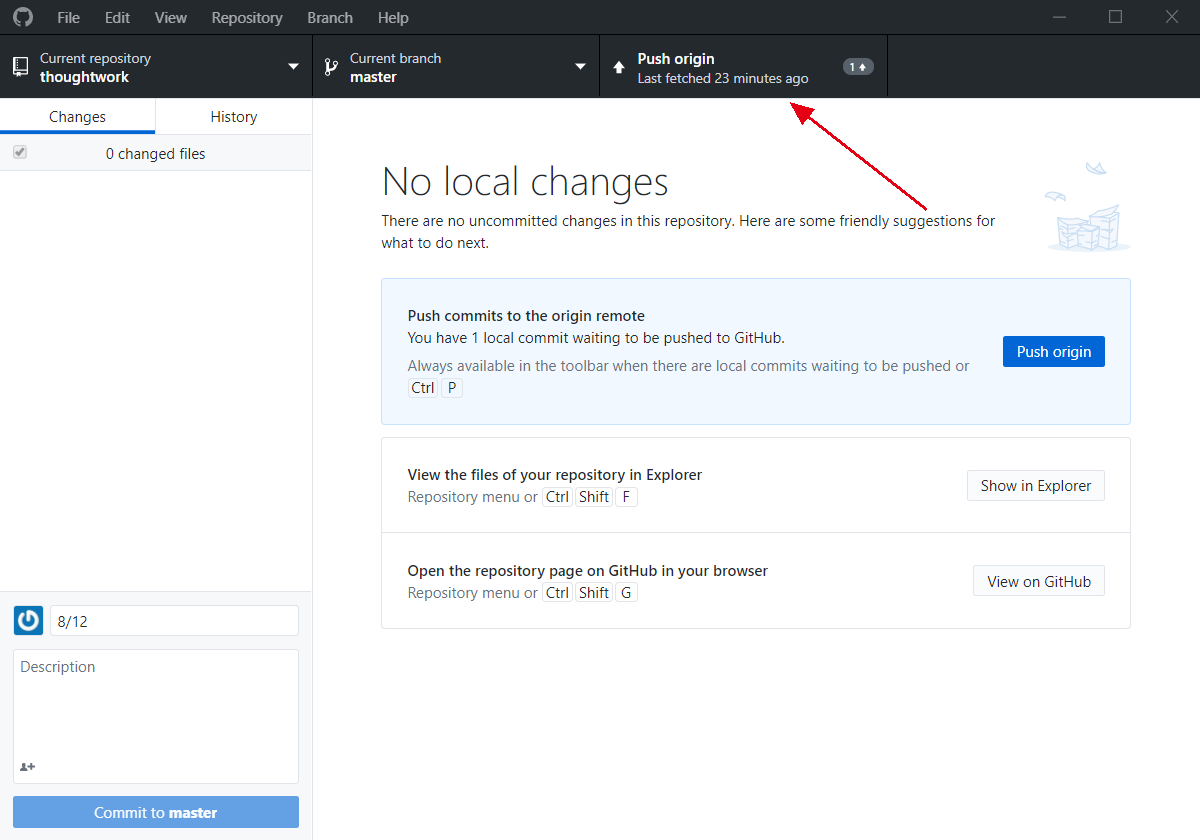 File Edit View Repository Branch Help
Current repository
thoughtwork
Current branch
master
Push origin
Last fetched 23 minutes ago
1
Changes
History
0 changed files
No local changes
There are no uncommitted changes in this repository. Here are some friendly suggestions for
what to do next.
Push commits to the origin remote
You have 1 local commit waiting to be pushed to GitHub.
Always available in the toolbar when there are local commits waiting to be pushed or
Ctrl P
Push origin
View the files of your repository in Explorer
Repository menu or Ctrl Shift F
Show in Explorer
Open the repository page on GitHub in your browser
Repository menu or Ctrl Shift G
View on GitHub
8/12
Description
Commit to master